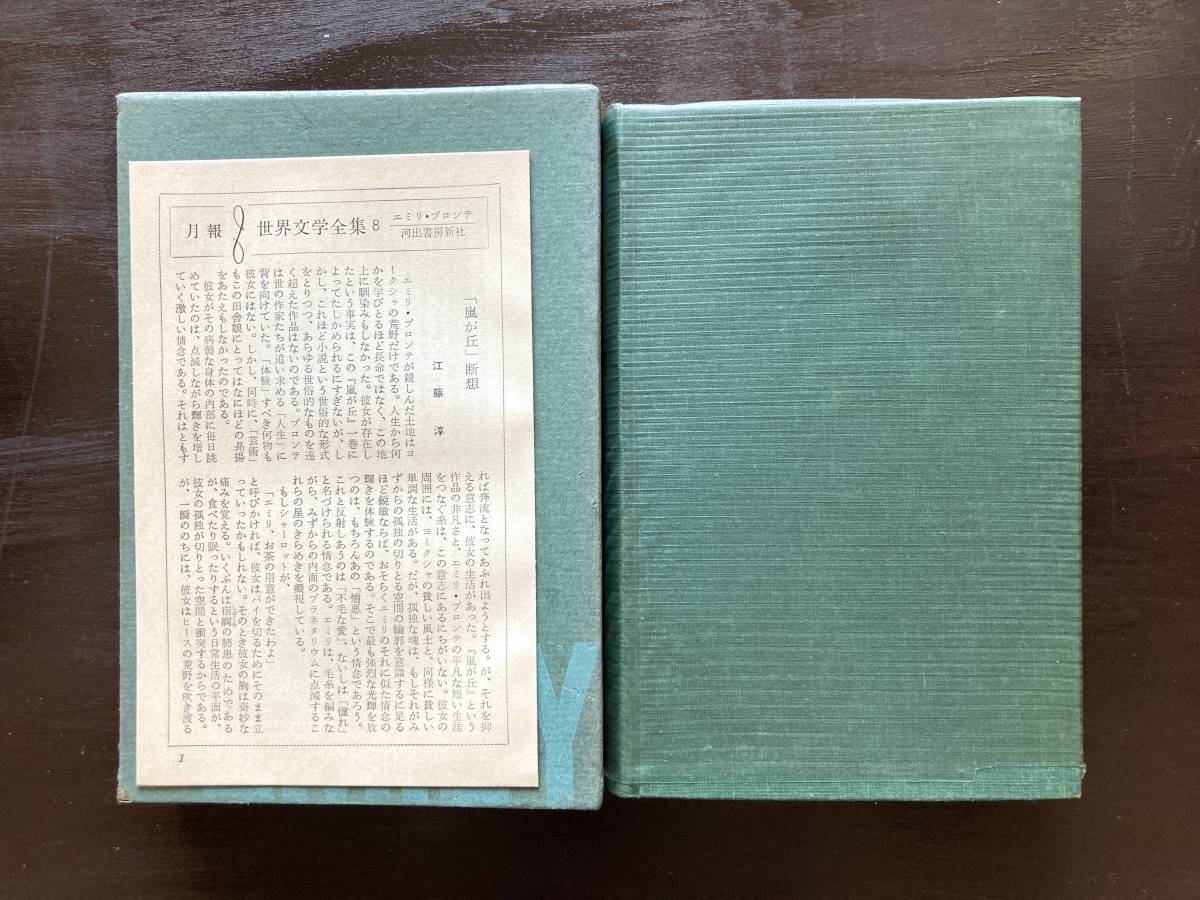 月報
世界文学全集8
エミリ・ブロンテ
河出書房新社
「嵐が丘」断想
江藤淳
エミリ・ブロンテが親しんだ土地はヨ
ークシャの荒野だけである。人生から何
かを学びとるほど長命ではなく、この地
上に馴染みもしなかった。彼女が存在し
たという事実は、この『嵐が丘』一巻に
よってたしかめられるにすぎないが、し
かし、これほど小説という世俗的な形式
をとりつつ、あらゆる世俗的なものを遠
く超えた作品はないのである。ブロンテ
は世の作家たちが追い求める「人生」に
背を向けていた。「体験」すべき何物も
彼女にはない。しかし、同時に、「芸術」
もこの田舎娘にとってはなにほどの昂揚
をあたえもしなかったのである。
彼女がその病弱な身体の内部に毎日眺
めていたのは、点滅しながら輝きを増し
ていく激しい情念である。それはともす
れば奔流となってあふれ出ようとする。が、それを抑
える意志に、彼女の生活があった。『嵐が丘』という
作品の非凡さと、エミリ・ブロンテの平凡な短い生涯
をつなぐ糸は、この意志にあるにちがいない。彼女の
周囲には、ヨークシャの貧しい風土と、同様に貧しい
単調な生活がある。だが、孤独な魂は、もしそれがみ
ずからの孤独の切りとる空間の輪郭を意識するに足る
ほど鋭敏ならば、おそらくエミリのそれに似た情念の
輝きを体験するのである。そこで最も強烈な光輝を放
つのは、もちろんあの「憎悪」という情念であろう。
これと反射しあうのは「不毛な愛」、ないしは「憧れ」
と名づけられる情念である。エミリは、毛糸を編みな
がら、みずからの内面のプラネタリウムに点滅するこ
れらの星のきらめきを凝視している。
もしシャーロットが、
「エミリ、お茶の用意ができたわよ」
と呼びかければ、彼女はパイを切るためにそのまま立
っていったかもしれない。そのとき彼女の胸は奇妙な
痛みを覚える。いくぶんは宿痾の肺患のためである
が、食べたり眠ったりするという日常生活の平面が、
彼女の孤独が切りとった空間と衝突するからである。
が、一瞬ののちには、彼女はヒースの荒野を吹き渡る
1